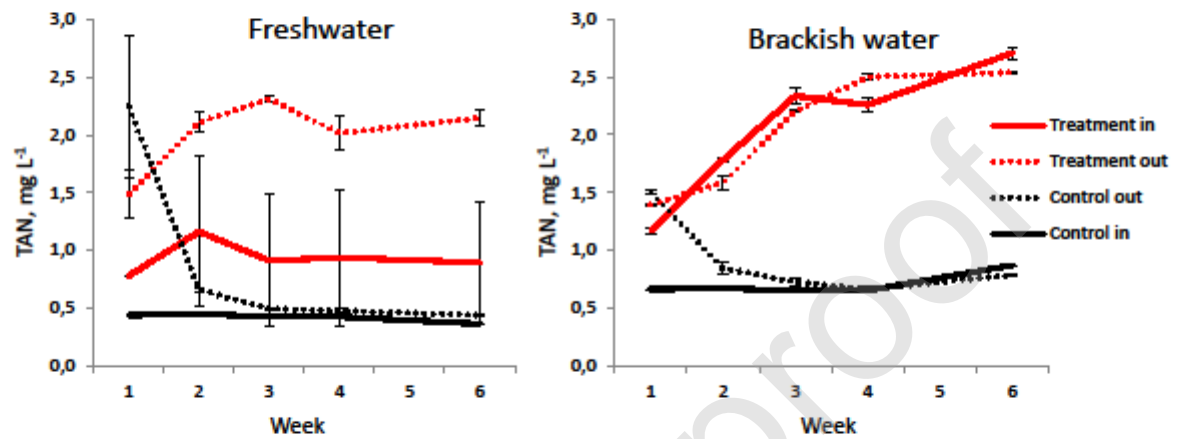 Freshwater
3,0
2,5
2,0
1,5
1,0
0,5
0,0
TAN, mg L-1
1 2 3 4 5 6
Week
Brackish water
3,0
2,5
2,0
1,5
1,0
0,5
0,0
TAN, mg L-1
1 2 3 4 5 6
Week
Treatment in
Treatment out
Control out
Control in
proof